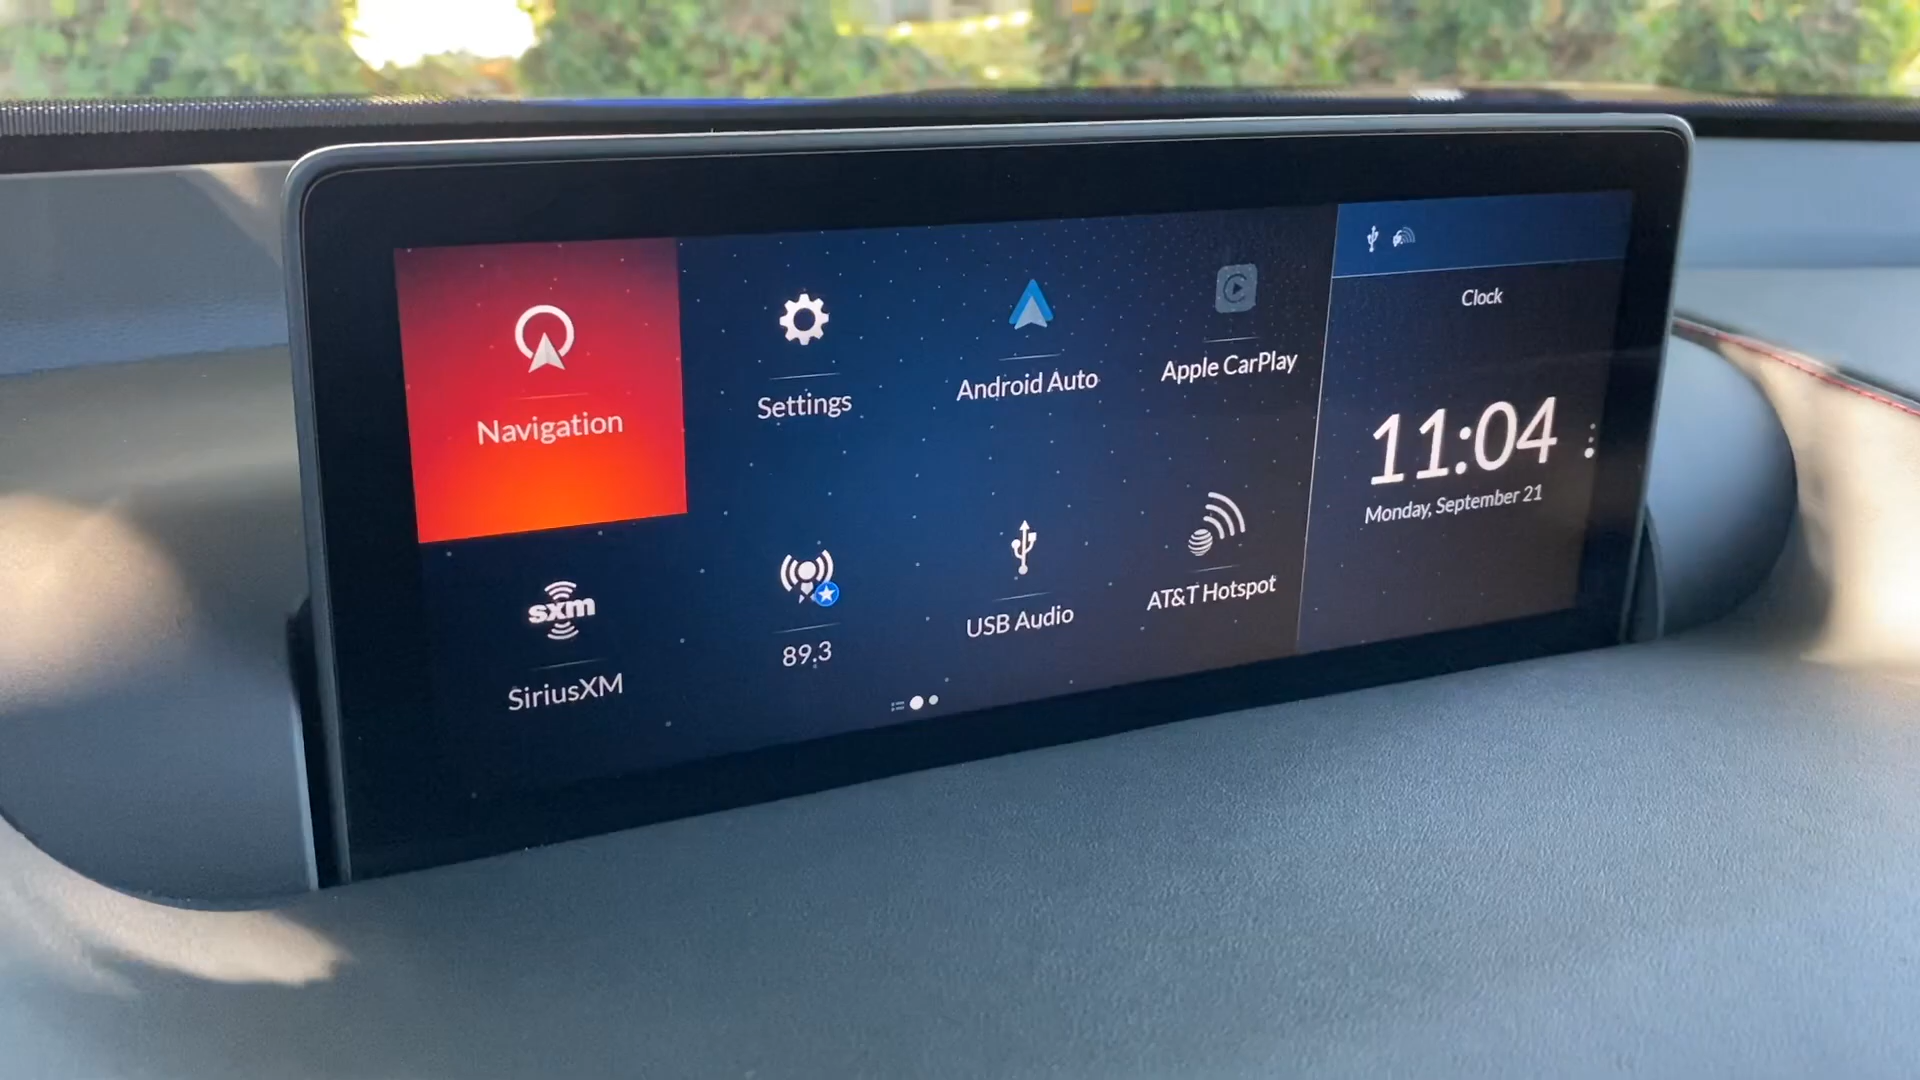 Navigation
Settings
Android Auto
Apple CarPlay
sxm
SiriusXM
89.3
USB Audio
AT&T Hotspot
Clock
11:04
Monday, September 21